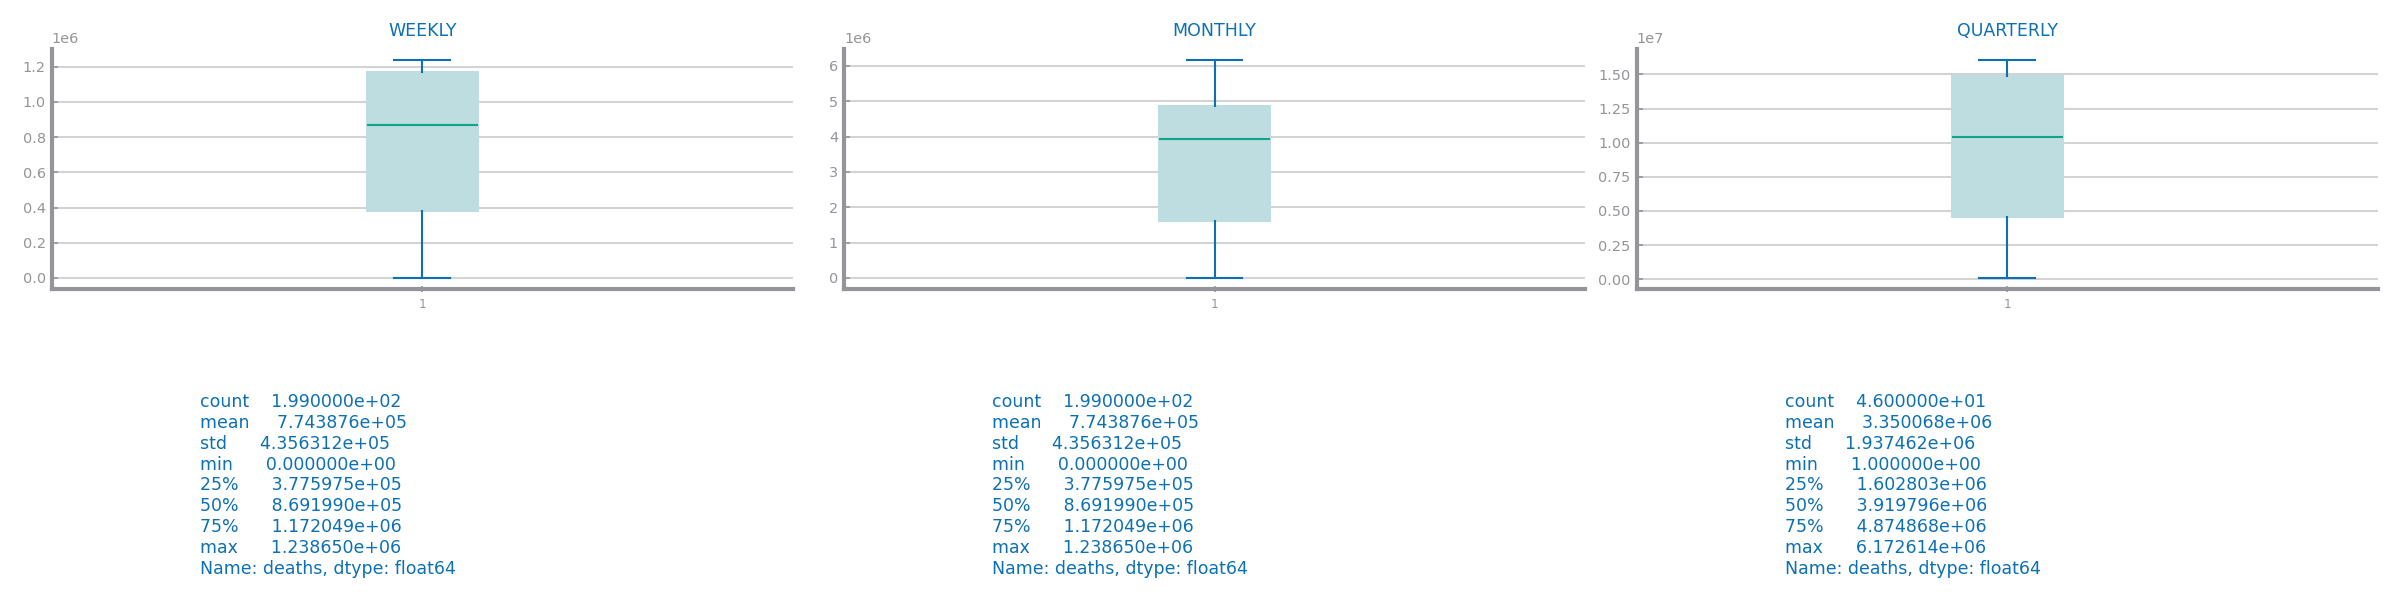 WEEKLY
1e6
1.2
1.0
0.8
0.6
0.4
0.2
0.0
1
MONTHLY
1e6
6
5
4
3
2
1
0
1
QUARTERLY
1e7
1.50
1.25
1.00
0.75
0.50
0.25
0.00
1
count 1.990000e+02
mean 7.743876e+05
std 4.356312e+05
min 0.000000e+00
25% 3.775975e+05
50% 8.691990e+05
75% 1.172049e+06
max 1.238650e+06
Name: deaths, dtype: float64
count 1.990000e+02
mean 7.743876e+05
std 4.356312e+05
min 0.000000e+00
25% 3.775975e+05
50% 8.691990e+05
75% 1.172049e+06
max 1.238650e+06
Name: deaths, dtype: float64
count 4.600000e+01
mean 3.350068e+06
std 1.937462e+06
min 1.000000e+00
25% 1.602803e+06
50% 3.919796e+06
75% 4.874868e+06
max 6.172614e+06
Name: deaths, dtype: float64